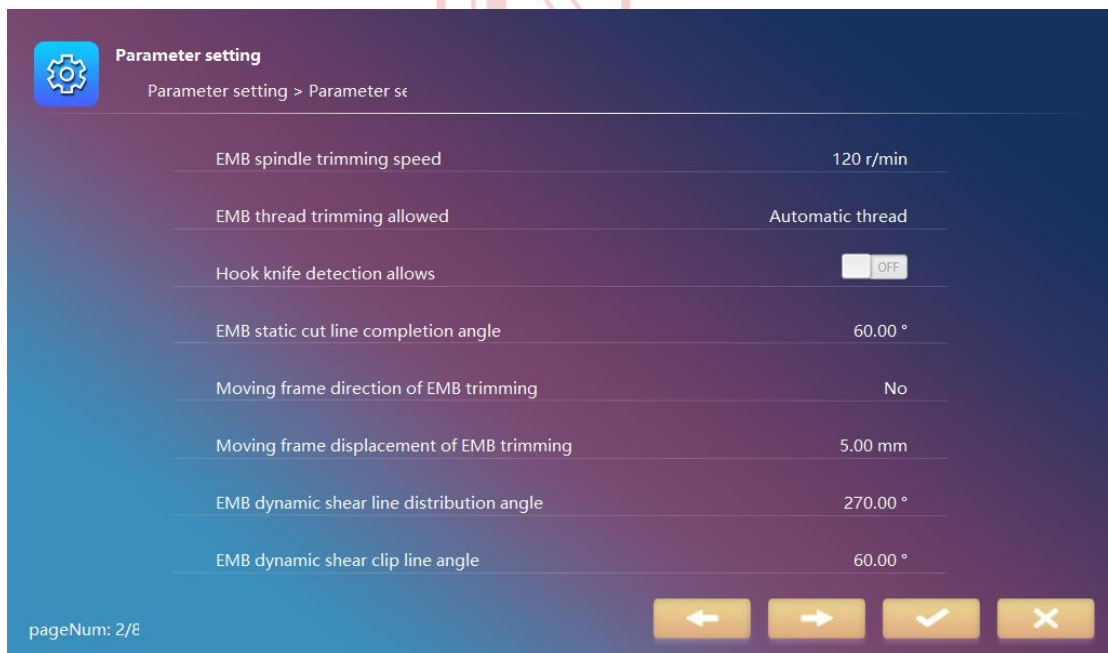 Parameter setting
Parameter setting > Parameter se
EMB spindle trimming speed 120 r/min
EMB thread trimming allowed Automatic thread
Hook knife detection allows OFF
EMB static cut line completion angle 60.00 °
Moving frame direction of EMB trimming No
Moving frame displacement of EMB trimming 5.00 mm
EMB dynamic shear line distribution angle 270.00 °
EMB dynamic shear clip line angle 60.00 °
pageNum: 2/8